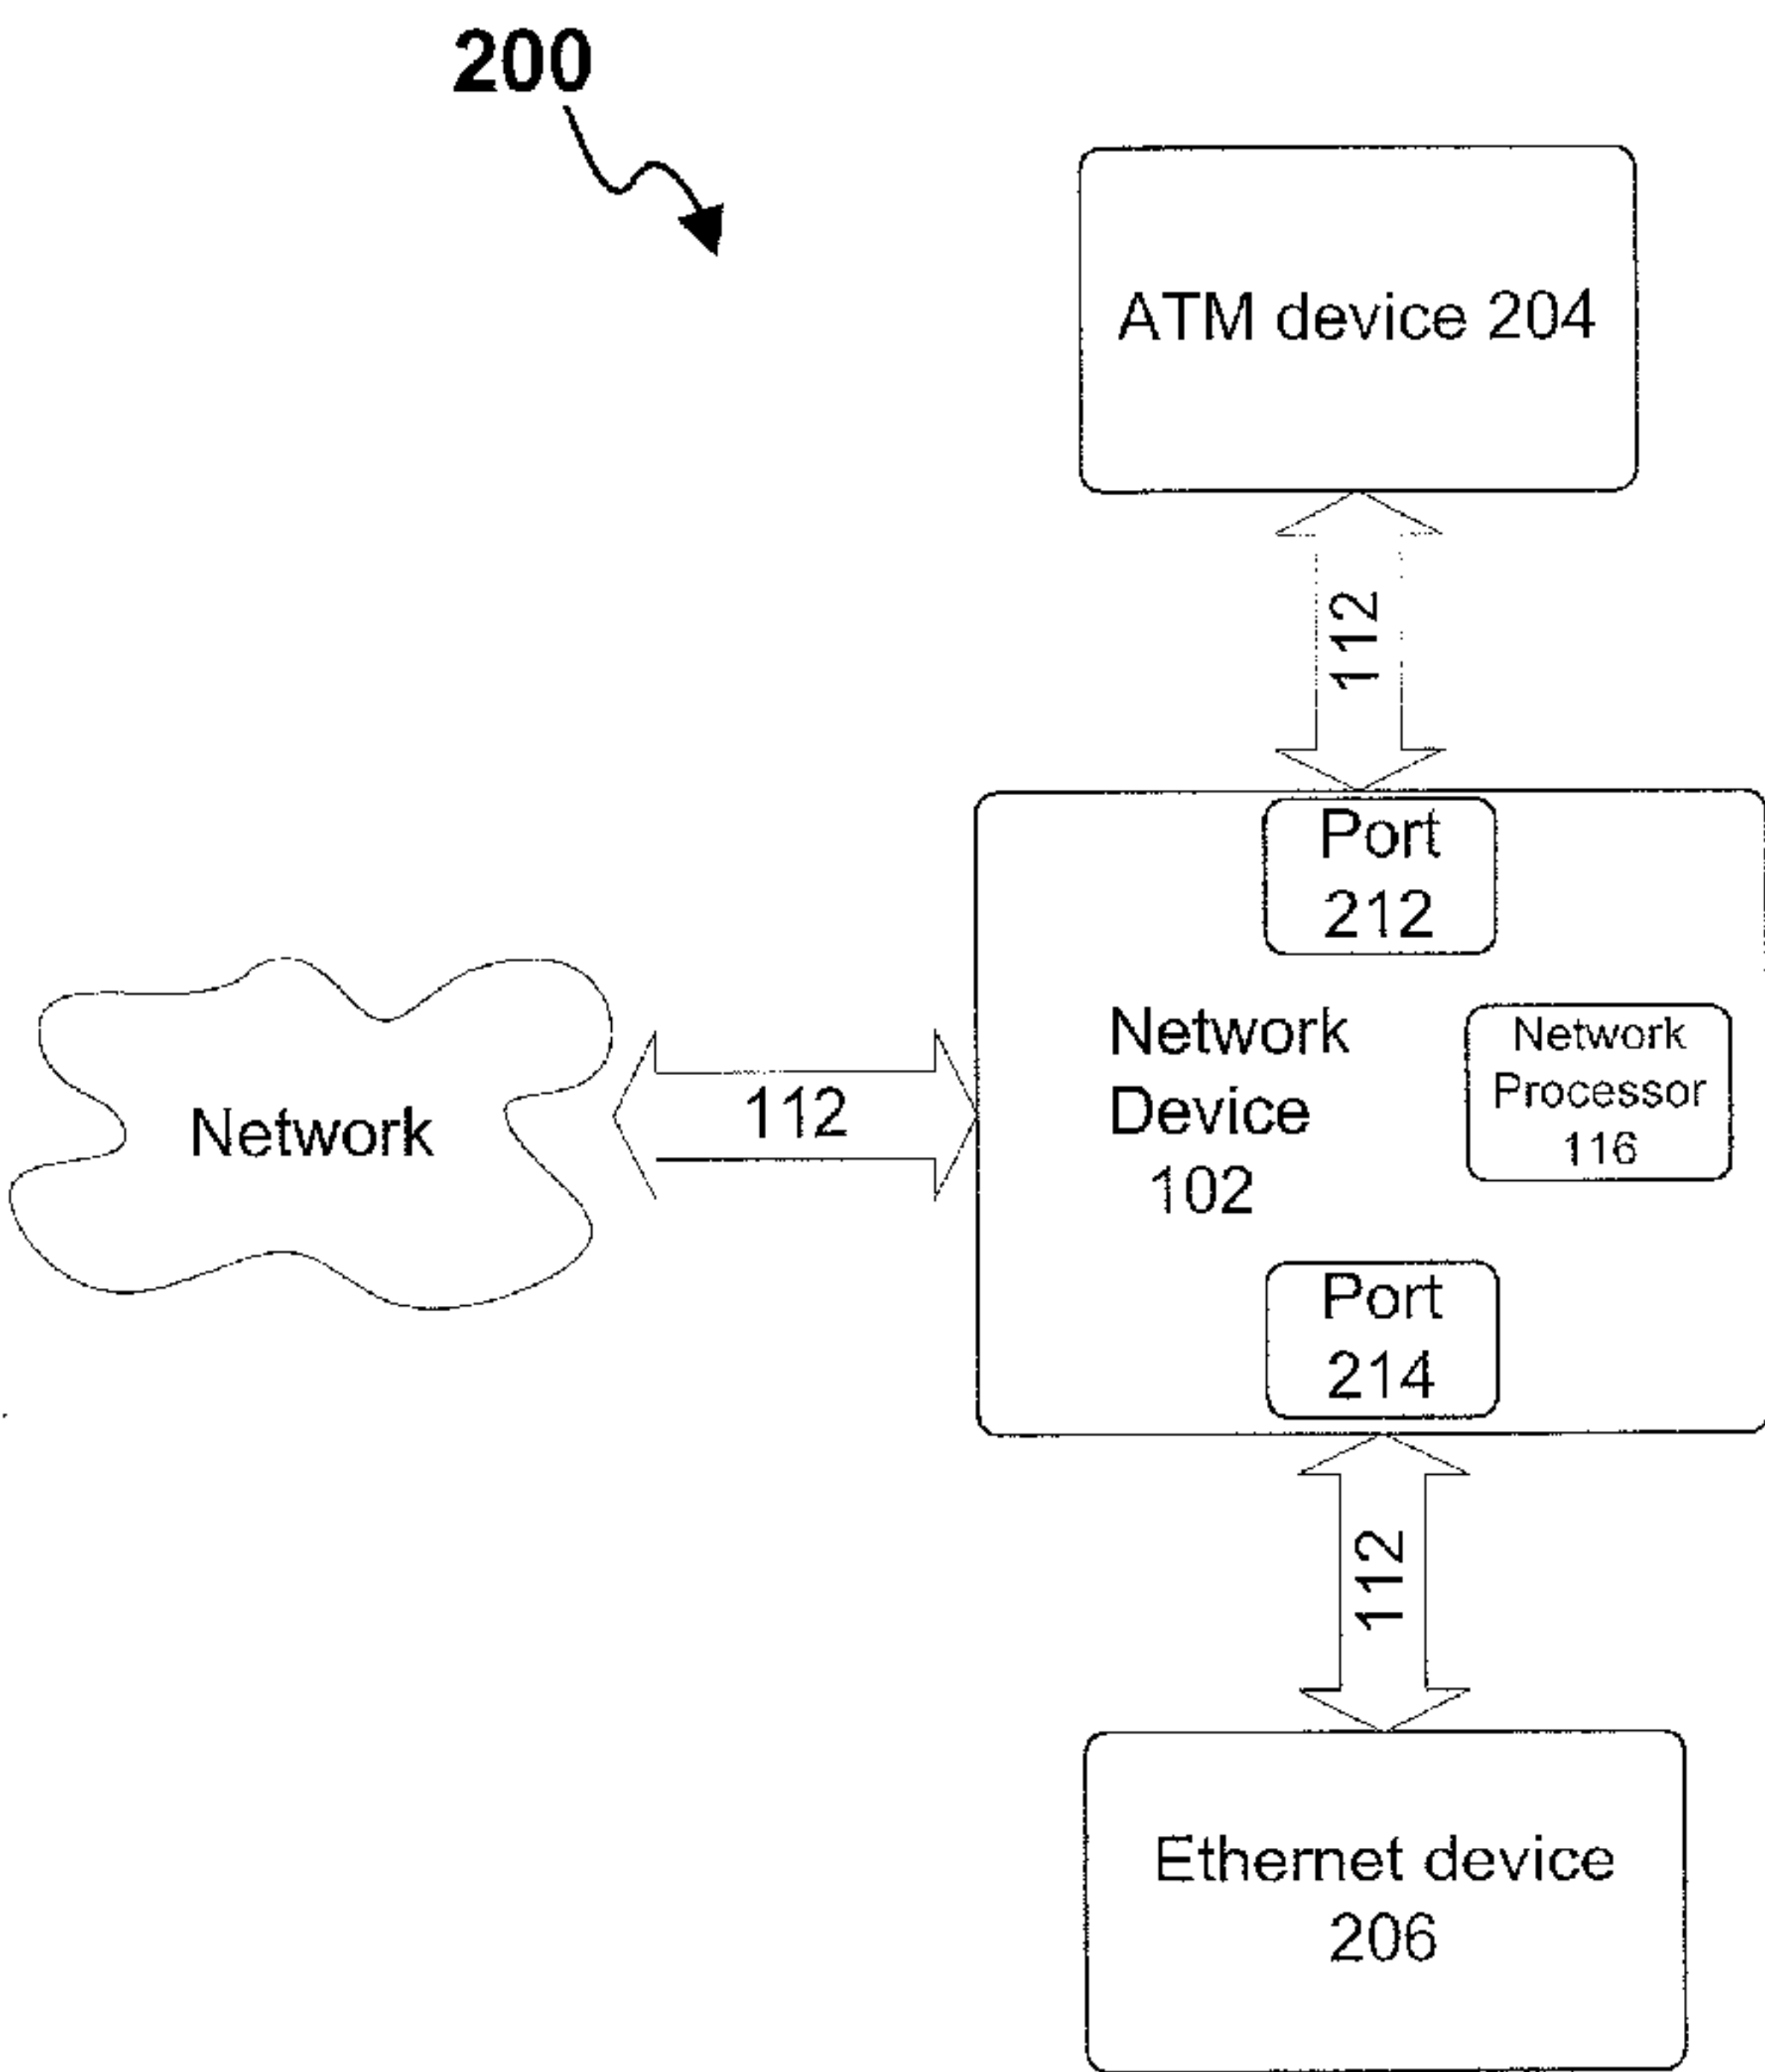 200
ATM device 204
112
Port
212
Network
Device
102
Network
Processor
116
Network
112
Port
214
112
Ethernet device
206